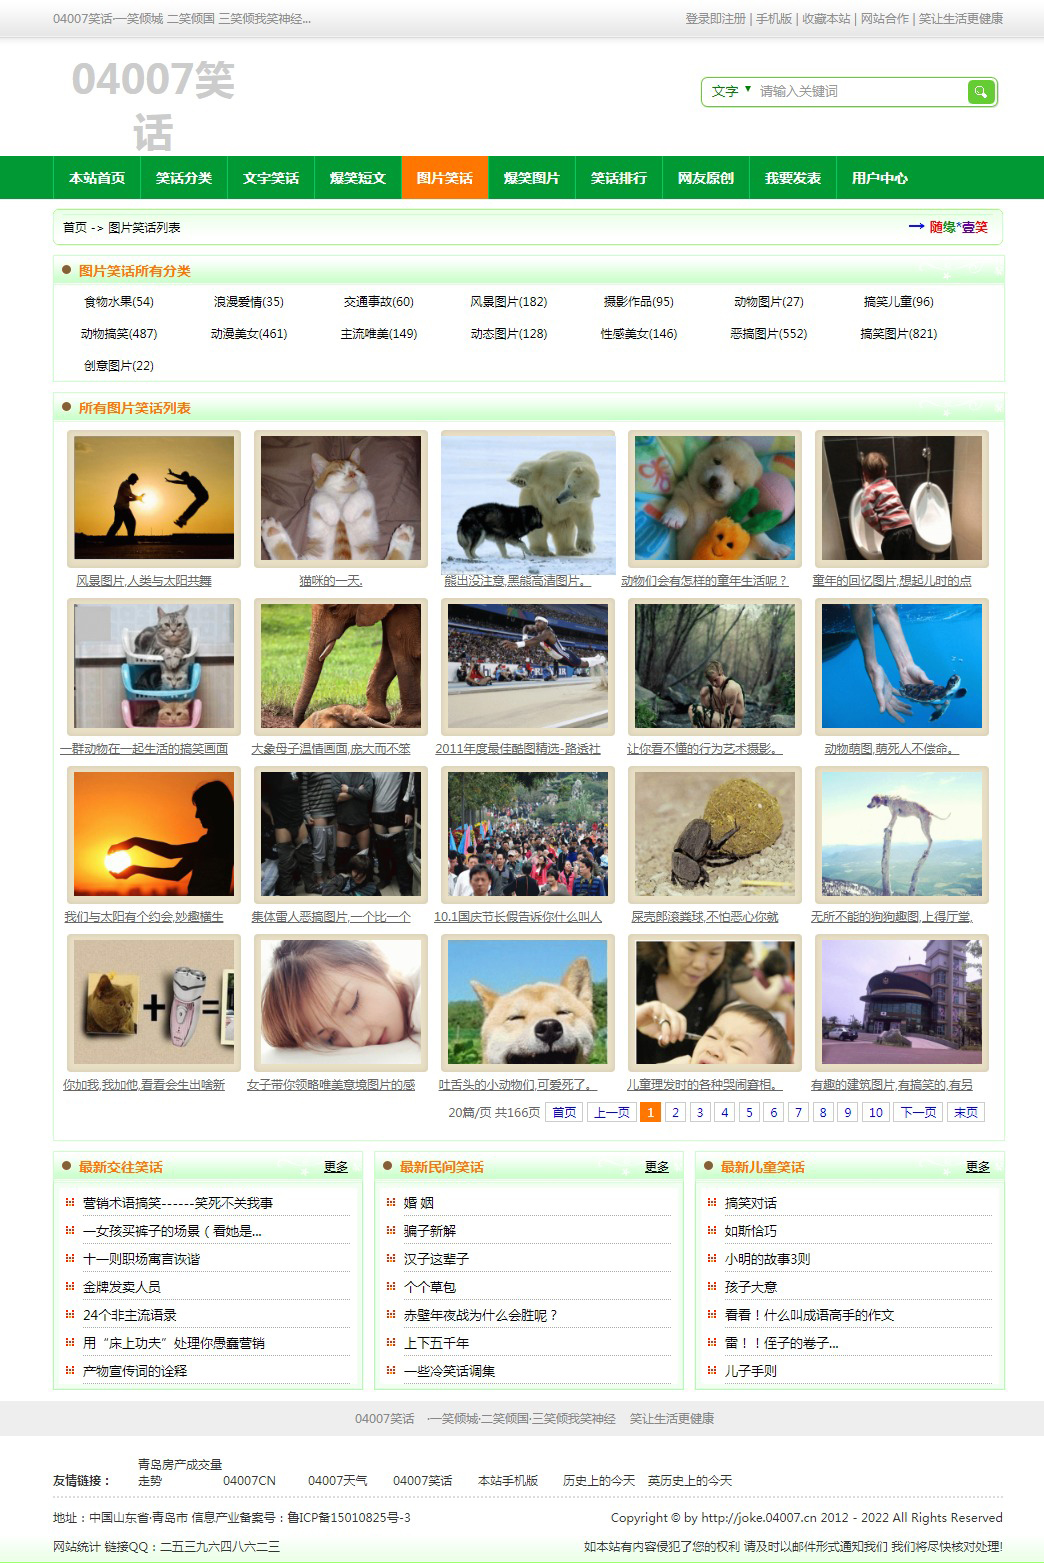 04007笑话·一笑倾城 二笑倾国 三笑倾我笑神经...
登录即注册 | 手机版 | 收藏本站 | 网站合作 | 笑让生活更健康
04007笑
话
文字 ▼ 请输入关键词
本站首页 笑话分类 文字笑话 爆笑短文 图片笑话 爆笑图片 笑话排行 网友原创 我要发表 用户中心
首页 -> 图片笑话列表
→ 随缘*壹笑
图片笑话所有分类
食物水果(54) 浪漫爱情(35) 交通事故(60) 风景图片(182) 摄影作品(95) 动物图片(27) 搞笑儿童(96)
动物搞笑(487) 动漫美女(461) 主流唯美(149) 动态图片(128) 性感美女(146) 恶搞图片(552) 搞笑图片(821)
创意图片(22)
所有图片笑话列表
风景图片,人类与太阳共舞 猫咪的一天. 熊出没注意,黑熊高清图片。 动物们会有怎样的童年生活呢？ 童年的回忆图片,想起儿时的点
一群动物在一起生活的搞笑画面 大象母子温情画面,庞大而不笨 2011年度最佳酷图精选-路透社 让你看不懂的行为艺术摄影。 动物萌图,萌死人不偿命。
我们与太阳有个约会,妙趣横生 集体雷人恶搞图片,一个比一个 10.1国庆节长假告诉你什么叫人 屎壳郎滚粪球,不怕恶心你就 无所不能的狗狗趣图,上得厅堂,
你加我,我加他,看看会生出啥新 女子带你领略唯美意境图片的感 吐舌头的小动物们,可爱死了。 儿童理发时的各种哭闹窘相。 有趣的建筑图片,有搞笑的,有另
20篇/页 共166页 首页 上一页 1 2 3 4 5 6 7 8 9 10 下一页 末页
最新交往笑话 更多
营销术语搞笑------笑死不关我事
一女孩买裤子的场景（看她是...
十一则职场寓言诙谐
金牌发卖人员
24个非主流语录
用“床上功夫”处理你愚蠢营销
产物宣传词的诠释
最新民间笑话 更多
婚 姻
骗子新解
汉子这辈子
个个草包
赤壁年夜战为什么会胜呢？
上下五千年
一些冷笑话调集
最新儿童笑话 更多
搞笑对话
如斯恰巧
小明的故事3则
孩子大意
看看！什么叫成语高手的作文
雷！！侄子的卷子...
儿子手则
04007笑话 ·一笑倾城·二笑倾国·三笑倾我笑神经 笑让生活更健康
友情链接： 青岛房产成交量
走势 04007CN 04007天气 04007笑话 本站手机版 历史上的今天 英历史上的今天
地址：中国山东省·青岛市 信息产业备案号：鲁ICP备15010825号-3
Copyright © by http://joke.04007.cn 2012 - 2022 All Rights Reserved
网站统计 链接QQ：二五三九六四八六二三
如本站有内容侵犯了您的权利 请及时以邮件形式通知我们 我们将尽快核对处理!